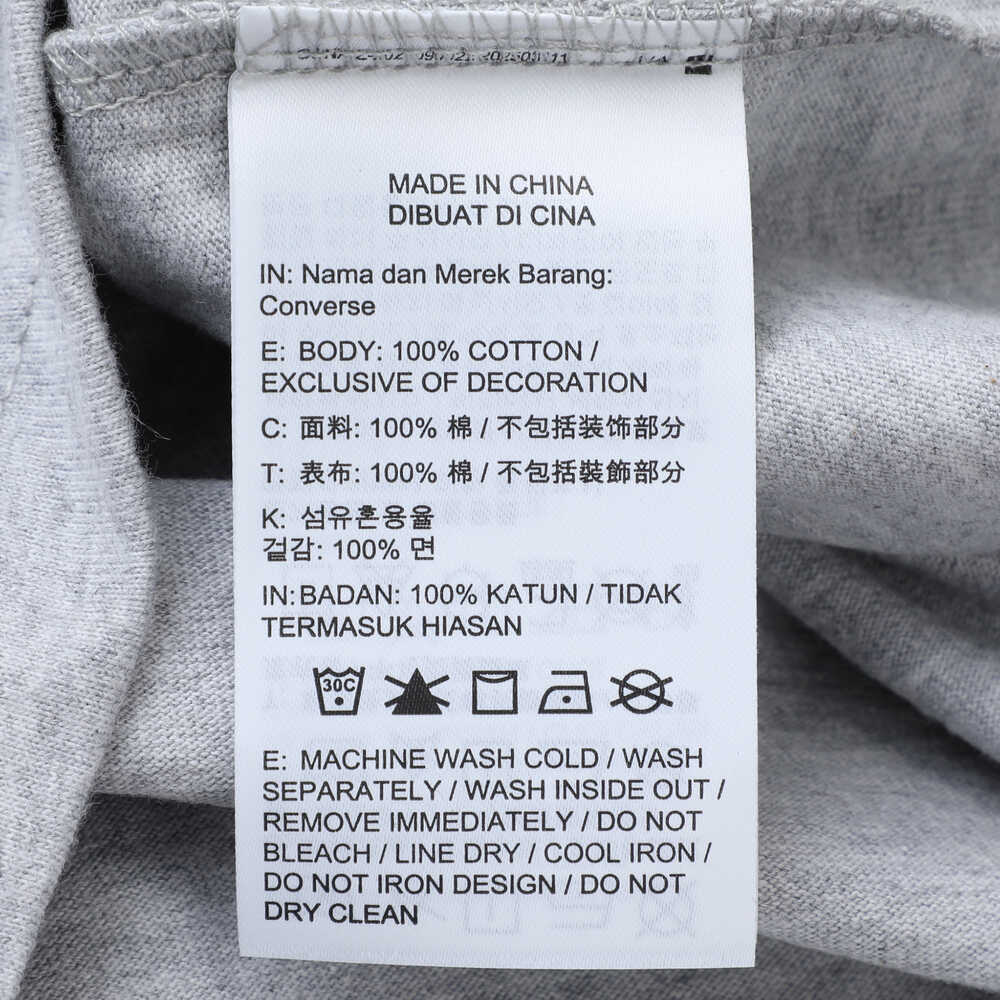 MADE IN CHINA
DIBUAT DI CINA
IN: Nama dan Merek Barang:
Converse
E: BODY: 100% COTTON /
EXCLUSIVE OF DECORATION
C: 面料: 100% 棉 / 不包括装饰部分
T: 表布: 100% 棉 / 不包括裝飾部分
K: 섬유혼용율
겉감: 100% 면
IN: BADAN: 100% KATUN / TIDAK
TERMASUK HIASAN
30C
E: MACHINE WASH COLD / WASH
SEPARATELY / WASH INSIDE OUT /
REMOVE IMMEDIATELY / DO NOT
BLEACH / LINE DRY / COOL IRON /
DO NOT IRON DESIGN / DO NOT
DRY CLEAN